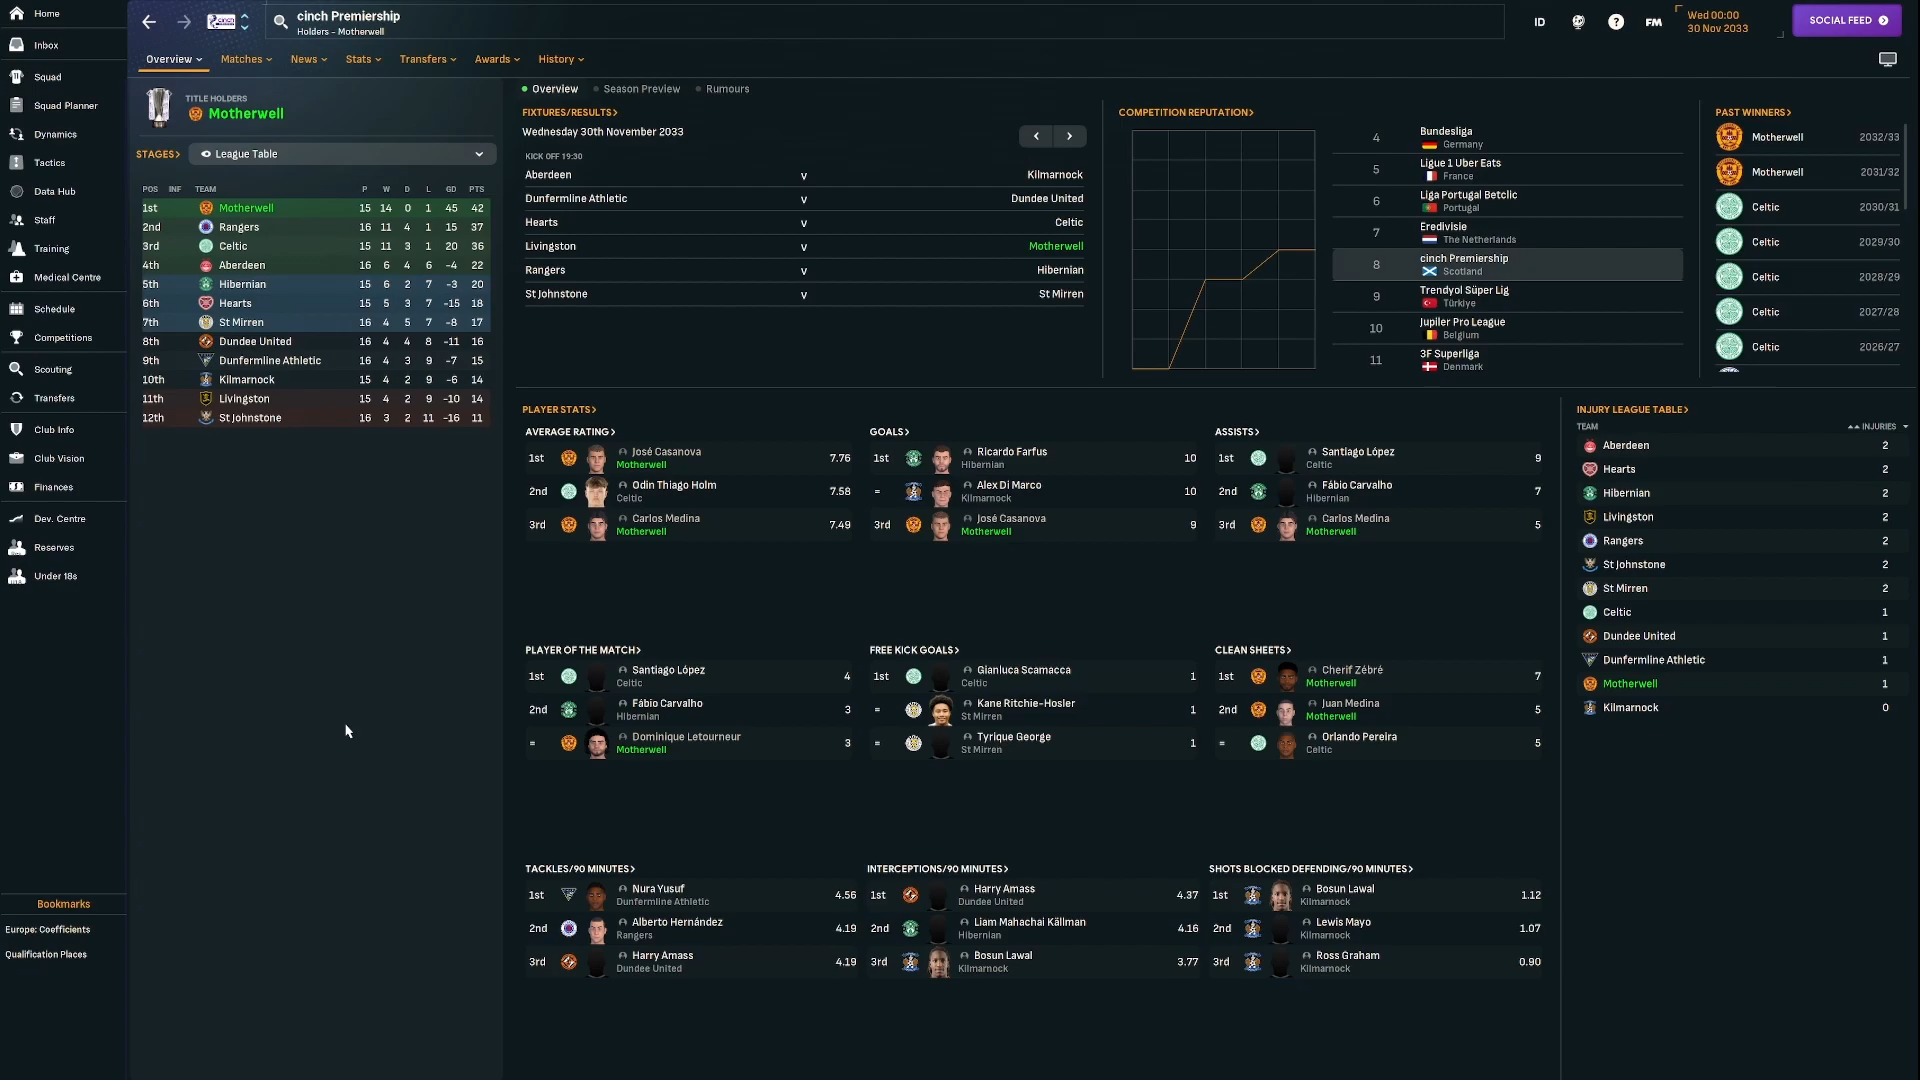 Home
Inbox
Squad
Squad Planner
Dynamics
Tactics
Data Hub
Staff
Training
Medical Centre
Schedule
Competitions
Scouting
Transfers
Club Info
Club Vision
Finances
Dev. Centre
Reserves
Under 18s
Bookmarks
Europe: Coefficients
Qualification Places
cinch Premiership
Holders - Motherwell
ID
FM
Wed 00:00
30 Nov 2033
SOCIAL FEED
Overview Matches News Stats Transfers Awards History
TITLE HOLDERS
Motherwell
STAGES> League Table
POS INF TEAM P W D L GD PTS
1st Motherwell 15 14 0 1 45 42
2nd Rangers 16 11 4 1 15 37
3rd Celtic 15 11 3 1 20 36
4th Aberdeen 16 6 4 6 -4 22
5th Hibernian 15 6 2 7 -3 20
6th Hearts 15 5 3 7 -15 18
7th St Mirren 16 4 5 7 -8 17
8th Dundee United 16 4 4 8 -11 16
9th Dunfermline Athletic 16 4 3 9 -7 15
10th Kilmarnock 15 4 2 9 -6 14
11th Livingston 15 4 2 9 -10 14
12th St Johnstone 16 3 2 11 -16 11
Overview Season Preview Rumours
FIXTURES/RESULTS>
Wednesday 30th November 2033
KICK OFF 19:30
Aberdeen v Kilmarnock
Dunfermline Athletic v Dundee United
Hearts v Celtic
Livingston v Motherwell
Rangers v Hibernian
St Johnstone v St Mirren
COMPETITION REPUTATION>
4 Bundesliga
Germany
5 Ligue 1 Uber Eats
France
6 Liga Portugal Betclic
Portugal
7 Eredivisie
The Netherlands
8 cinch Premiership
Scotland
9 Trendyol Süper Lig
Türkiye
10 Jupiler Pro League
Belgium
11 3F Superliga
Denmark
PAST WINNERS>
Motherwell 2032/33
Motherwell 2031/32
Celtic 2030/31
Celtic 2029/30
Celtic 2028/29
Celtic 2027/28
Celtic 2026/27
PLAYER STATS>
AVERAGE RATING>
1st José Casanova 7.76
Motherwell
2nd Odin Thiago Holm 7.58
Celtic
3rd Carlos Medina 7.49
Motherwell
GOALS>
1st Ricardo Farfus 10
Hibernian
= Alex Di Marco 10
Kilmarnock
3rd José Casanova 9
Motherwell
ASSISTS>
1st Santiago López 9
Celtic
2nd Fábio Carvalho 7
Hibernian
3rd Carlos Medina 5
Motherwell
PLAYER OF THE MATCH>
1st Santiago López 4
Celtic
2nd Fábio Carvalho 3
Hibernian
= Dominique Letourneur 3
Motherwell
FREE KICK GOALS>
1st Gianluca Scamacca 1
Celtic
= Kane Ritchie-Hosler 1
St Mirren
= Tyrique George 1
St Mirren
CLEAN SHEETS>
1st Cherif Zébré 7
Motherwell
2nd Juan Medina 5
Motherwell
= Orlando Pereira 5
Celtic
TACKLES/90 MINUTES>
1st Nura Yusuf 4.56
Dunfermline Athletic
2nd Alberto Hernández 4.19
Rangers
3rd Harry Amass 4.19
Dundee United
INTERCEPTIONS/90 MINUTES>
1st Harry Amass 4.37
Dundee United
2nd Liam Mahachai Källman 4.16
Hibernian
3rd Bosun Lawal 3.77
Kilmarnock
SHOTS BLOCKED DEFENDING/90 MINUTES>
1st Bosun Lawal 1.12
Kilmarnock
2nd Lewis Mayo 1.07
Kilmarnock
3rd Ross Graham 0.90
Kilmarnock
INJURY LEAGUE TABLE>
TEAM INJURIES
Aberdeen 2
Hearts 2
Hibernian 2
Livingston 2
Rangers 2
St Johnstone 2
St Mirren 2
Celtic 1
Dundee United 1
Dunfermline Athletic 1
Motherwell 1
Kilmarnock 0